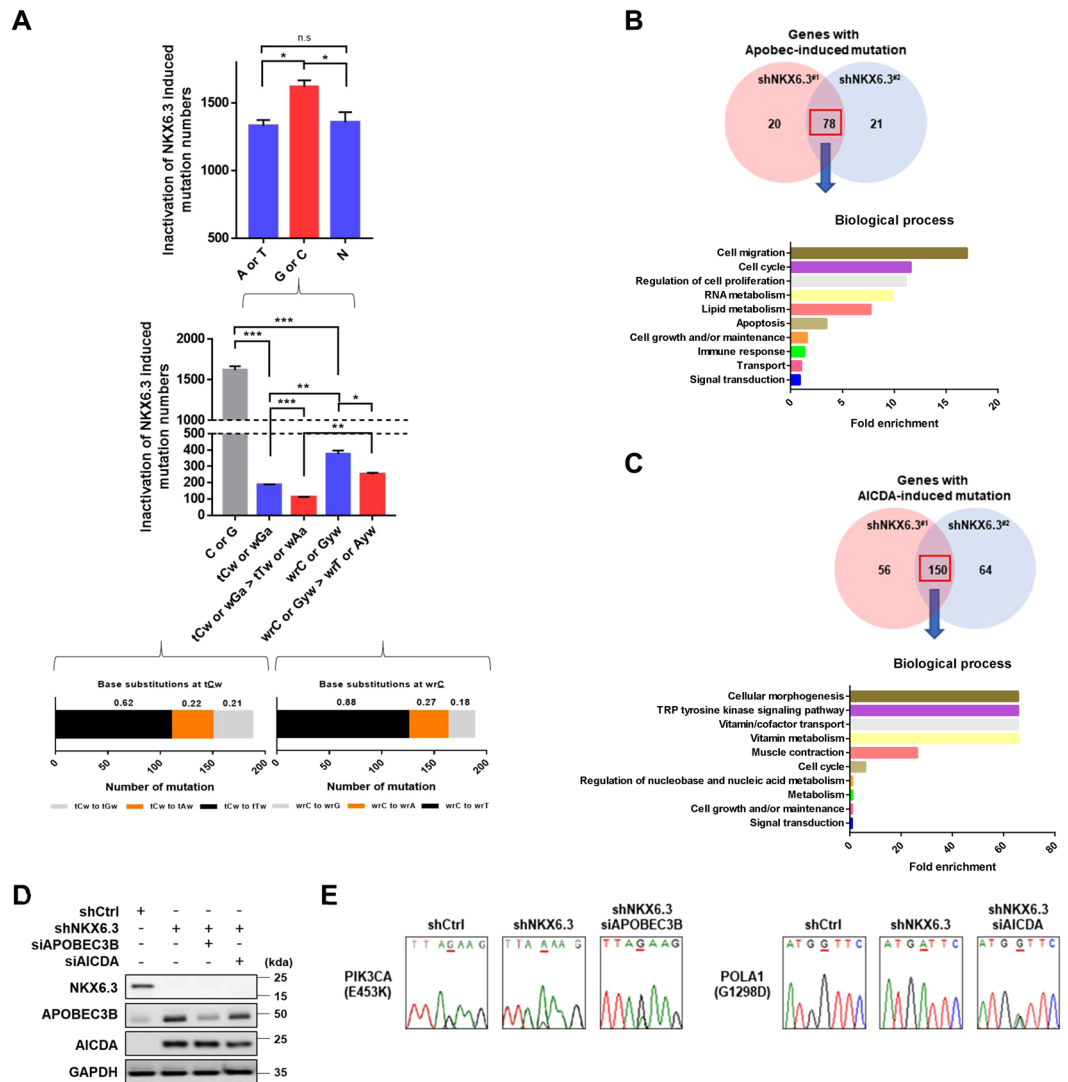 A
Inactivation of NKX6.3 induced
mutation numbers
n.s
*
*
1500
1000
500
A or T
G or C
N
Inactivation of NKX6.3 induced
mutation numbers
***
***
**
***
*
**
2000
1500
1000
500
400
300
200
100
0
C or G
tCw or wGa
tCw or wGa > tTw or wAa
wrC or Gyw
wrC or Gyw > wrT or Ayw
Base substitutions at tCw
0.62 0.22 0.21
0 50 100 150 200
Number of mutation
tCw to tGw tCw to tAw tCw to tTw
Base substitutions at wrC
0.88 0.27 0.18
0 50 100 150 200
Number of mutation
wrC to wrG wrC to wrA wrC to wrT
B
Genes with
Apobec-induced mutation
shNKX6.3#1 shNKX6.3#2
20 78 21
Biological process
Cell migration
Cell cycle
Regulation of cell proliferation
RNA metabolism
Lipid metabolism
Apoptosis
Cell growth and/or maintenance
Immune response
Transport
Signal transduction
0 5 10 15 20
Fold enrichment
C
Genes with
AICDA-induced mutation
shNKX6.3#1 shNKX6.3#2
56 150 64
Biological process
Cellular morphogenesis
TRP tyrosine kinase signaling pathway
Vitamin/cofactor transport
Vitamin metabolism
Muscle contraction
Cell cycle
Regulation of nucleobase and nucleic acid metabolism
Metabolism
Cell growth and/or maintenance
Signal transduction
0 20 40 60 80
Fold enrichment
D
shCtrl + - - -
shNKX6.3 - + + +
siAPOBEC3B - - + -
siAICDA - - - + (kda)
NKX6.3 25
15
APOBEC3B 50
AICDA 25
GAPDH 35
E
PIK3CA
(E453K)
shCtrl
T T A G A A G
shNKX6.3
T T A A A A G
shNKX6.3
siAPOBEC3B
T T A G A A G
POLA1
(G1298D)
shCtrl
A T G G T T C
shNKX6.3
A T G A T T C
shNKX6.3
siAICDA
A T G G T T C